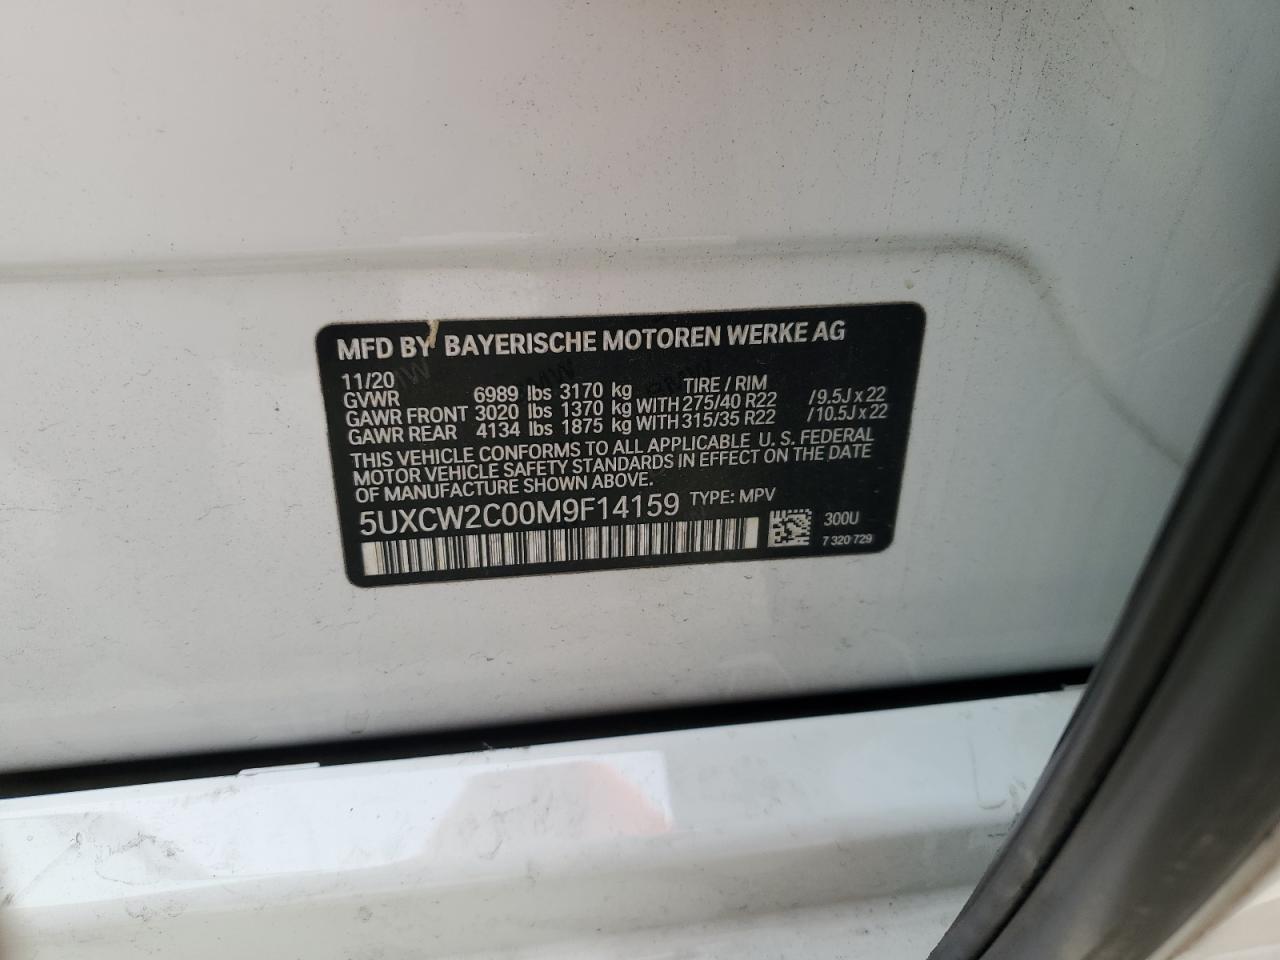 MFD BY BAYERISCHE MOTOREN WERKE AG
11/20 TIRE / RIM
GVWR 6989 lbs 3170 kg
GAWR FRONT 3020 lbs 1370 kg WITH 275/40 R22 / 9.5J x 22
GAWR REAR 4134 lbs 1875 kg WITH 315/35 R22 / 10.5J x 22
THIS VEHICLE CONFORMS TO ALL APPLICABLE U. S. FEDERAL
MOTOR VEHICLE SAFETY STANDARDS IN EFFECT ON THE DATE
OF MANUFACTURE SHOWN ABOVE.
5UXCW2C00M9F14159 TYPE: MPV
300U
7 320 729